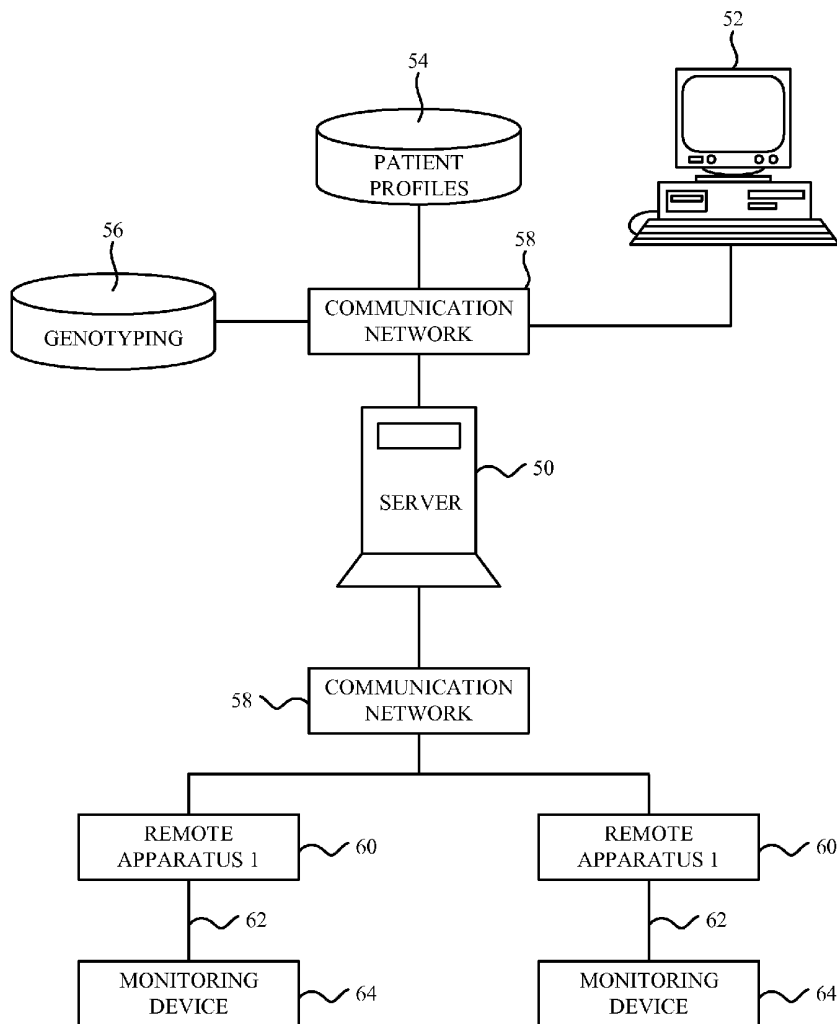 52
54
PATIENT
PROFILES
56
58
GENOTYPING
COMMUNICATION
NETWORK
50
SERVER
58
COMMUNICATION
NETWORK
REMOTE
APPARATUS 1
60
REMOTE
APPARATUS 1
60
62
62
MONITORING
DEVICE
64
MONITORING
DEVICE
64